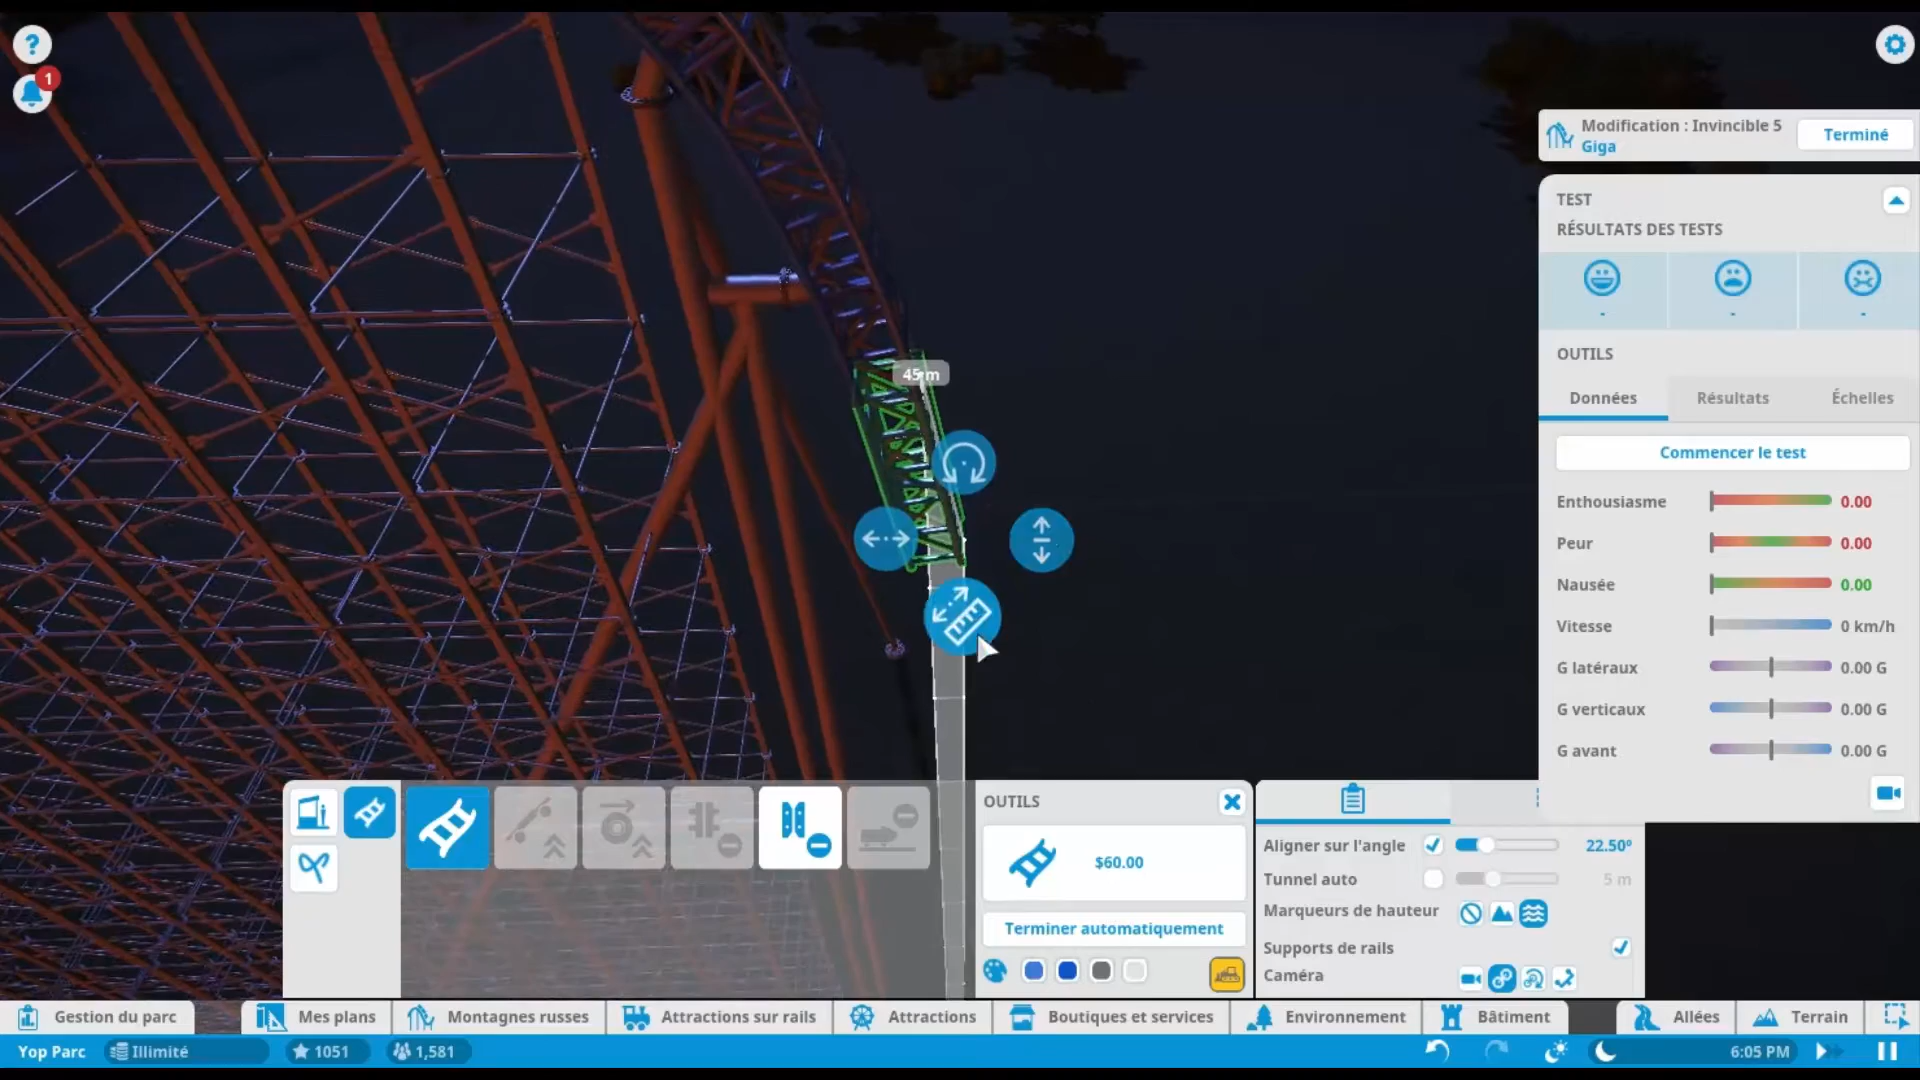 ?
1
Modification : Invincible 5
Giga
Terminé
TEST
RÉSULTATS DES TESTS
-
-
-
OUTILS
Données
Résultats
Échelles
Commencer le test
Enthousiasme
0.00
Peur
0.00
Nausée
0.00
Vitesse
0 km/h
G latéraux
0.00 G
G verticaux
0.00 G
G avant
0.00 G
45 m
OUTILS
$60.00
Terminer automatiquement
Aligner sur l'angle
22.50°
Tunnel auto
5 m
Marqueurs de hauteur
Supports de rails
Caméra
Gestion du parc
Mes plans
Montagnes russes
Attractions sur rails
Attractions
Boutiques et services
Environnement
Bâtiment
Allées
Terrain
Yop Parc
Illimité
1051
1,581
6:05 PM